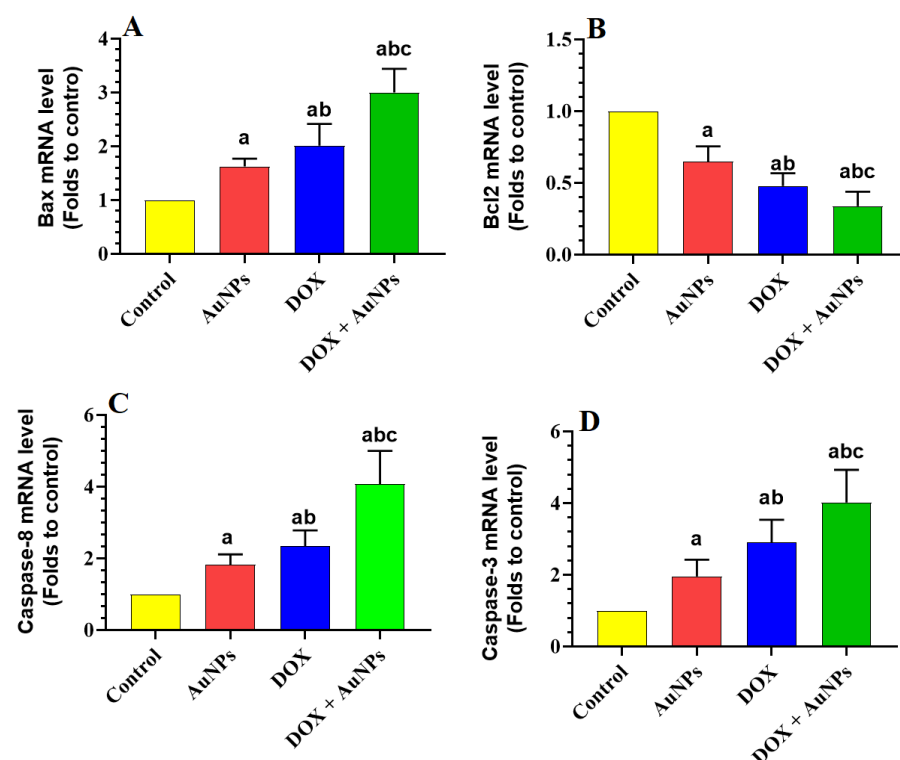 A
Bax mRNA level
(Folds to contro)
4
3
2
1
0
a
ab
abc
Control
AuNPs
DOX
DOX + AuNPs
B
Bcl2 mRNA level
(Folds to control)
1.5
1.0
0.5
0.0
a
ab
abc
Control
AuNPs
DOX
DOX + AuNPs
C
Caspase-8 mRNA level
(Folds to control)
6
4
2
0
a
ab
abc
Control
AuNPs
DOX
DOX + AuNPs
D
Caspase-3 mRNA level
(Folds to control)
6
4
2
0
a
ab
abc
Control
AuNPs
DOX
DOX + AuNPs